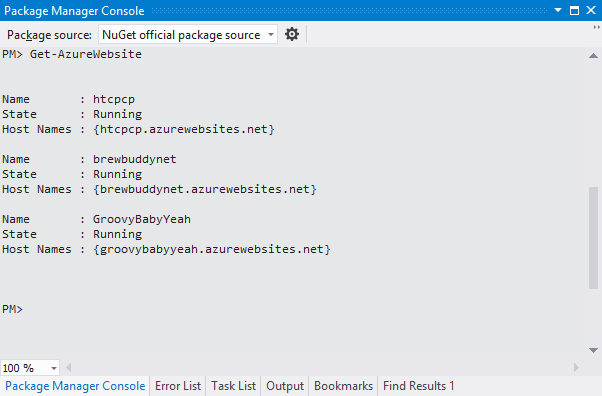 Package Manager Console
Package source: NuGet official package source
PM> Get-AzureWebsite
Name       : htcpcp
State      : Running
Host Names : {htcpcp.azurewebsites.net}
Name       : brewbuddynet
State      : Running
Host Names : {brewbuddynet.azurewebsites.net}
Name       : GroovyBabyYeah
State      : Running
Host Names : {groovybabyyeah.azurewebsites.net}
PM>
100 %
Package Manager Console Error List Task List Output Bookmarks Find Results 1